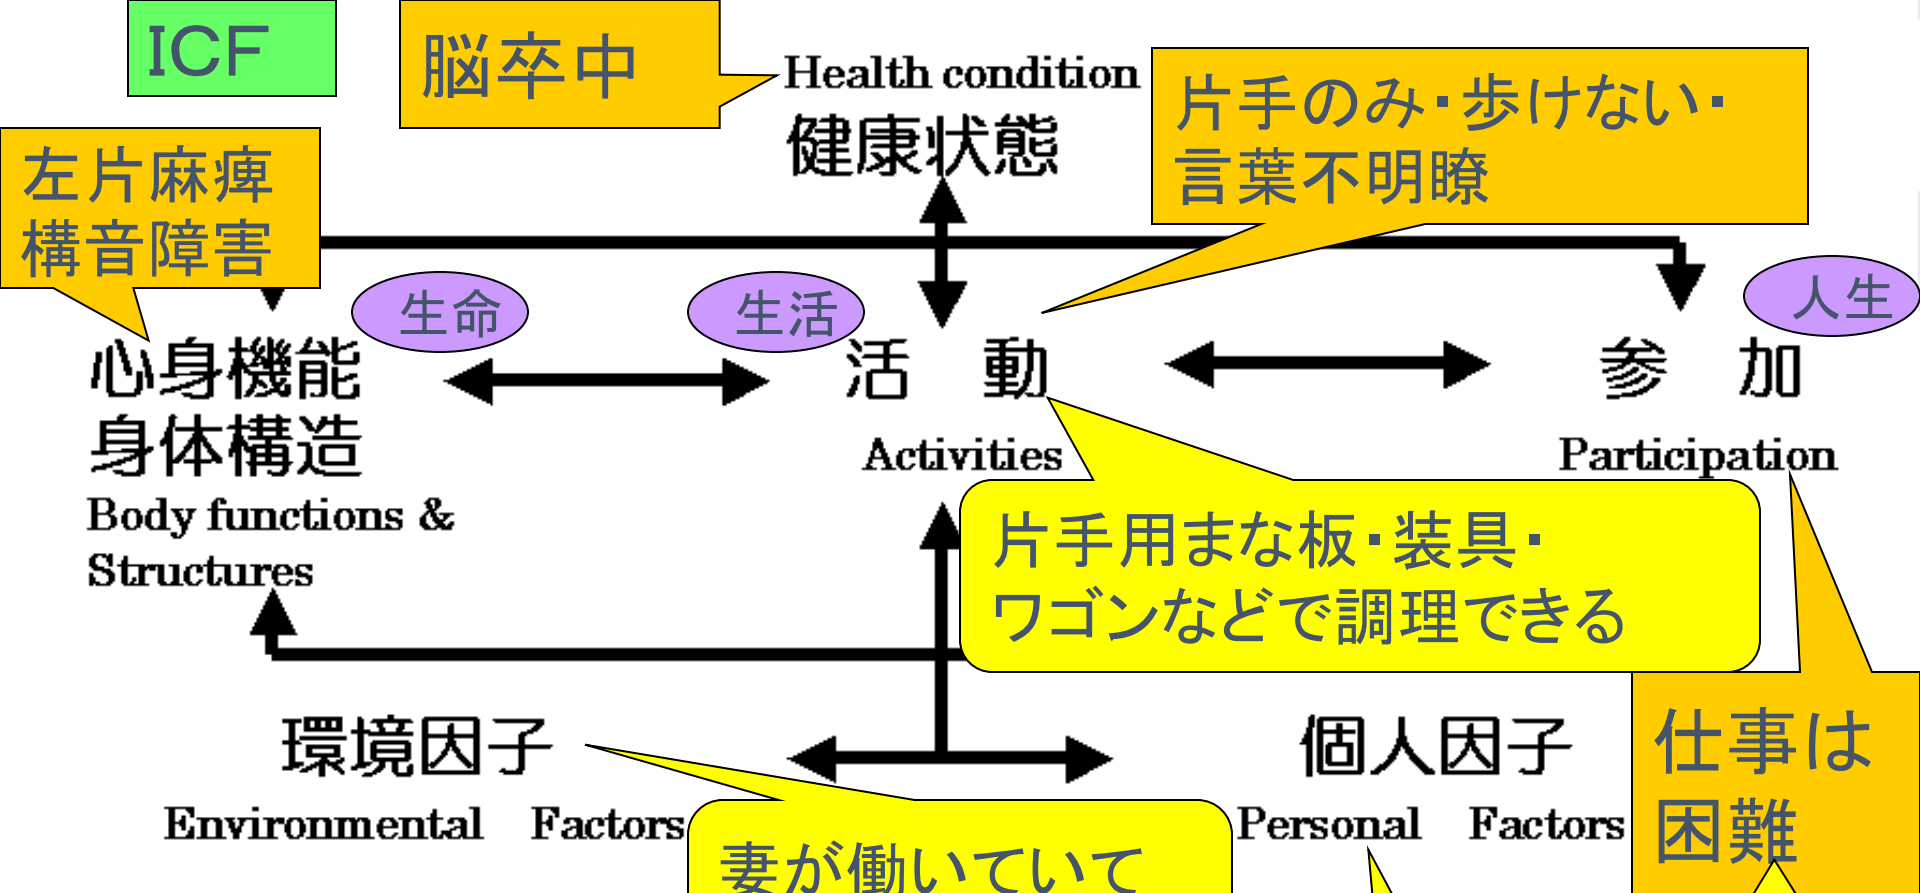 ICF
脳卒中
Health condition
健康状態
片手のみ・歩けない・
言葉不明瞭
左片麻痺
構音障害
生命
生活
人生
心身機能
身体構造
Body functions &
Structures
活　動
Activities
参　加
Participation
片手用まな板・装具・
ワゴンなどで調理できる
環境因子
Environmental　Factors
個人因子
Personal　Factors
仕事は
困難
妻が働いていて